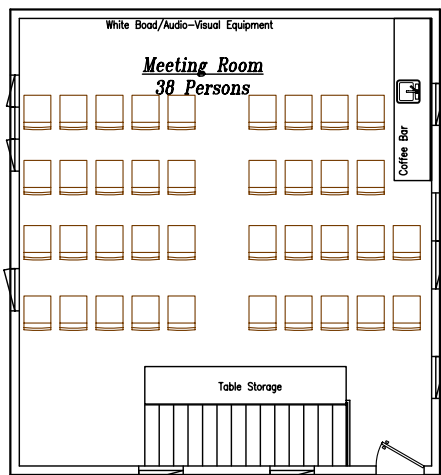 White Boad/Audio-Visual Equipment
Meeting Room
38 Persons
Coffee Bar
Table Storage